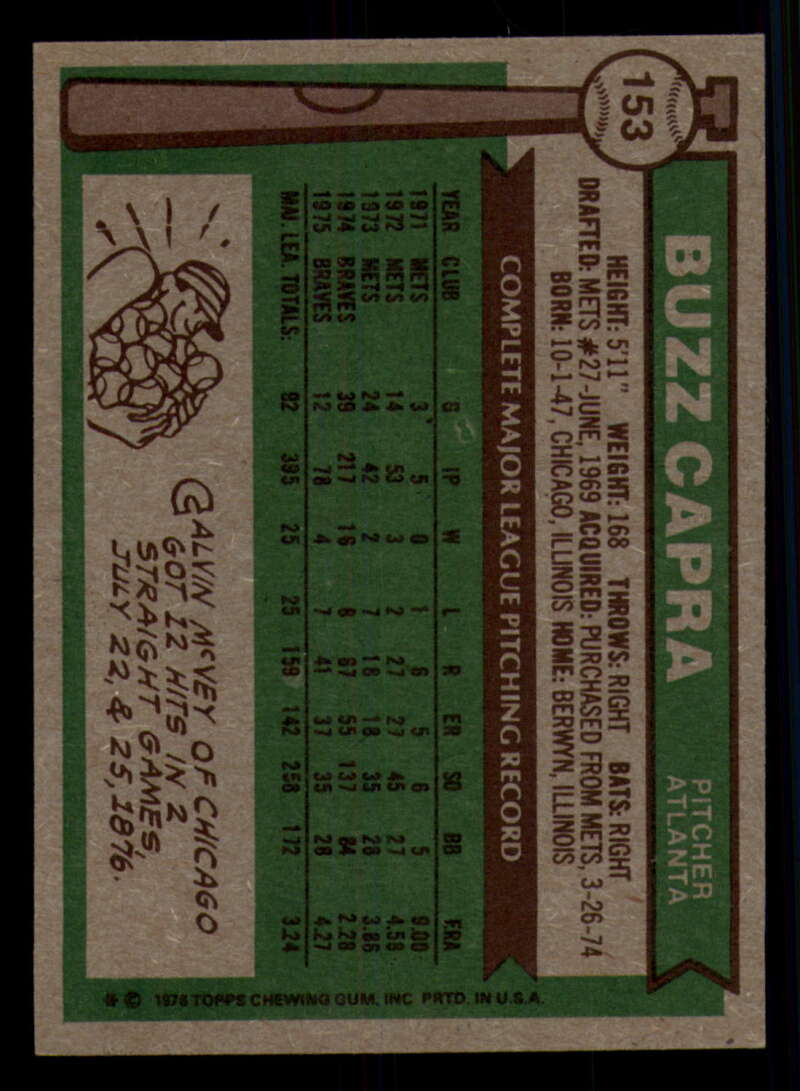 153
BUZZ CAPRA
PITCHER
ATLANTA
HEIGHT: 5'11" WEIGHT: 168 THROWS: RIGHT BATS: RIGHT
DRAFTED: METS #27-JUNE, 1969 ACQUIRED: PURCHASED FROM METS, 3-26-74
BORN: 10-1-47, CHICAGO, ILLINOIS HOME: BERWYN, ILLINOIS
COMPLETE MAJOR LEAGUE PITCHING RECORD
YEAR CLUB G IP W L R ER SO BB ERA
1971 METS 3 5 0 1 6 5 6 5 9.00
1972 METS 14 53 3 2 27 27 45 27 4.58
1973 METS 24 42 2 7 18 18 35 28 3.86
1974 BRAVES 39 217 16 8 67 55 137 84 2.28
1975 BRAVES 12 78 4 7 41 37 35 28 4.27
MAJ. LEA. TOTALS: 92 395 25 25 159 142 258 172 3.24
CALVIN McVEY OF CHICAGO
GOT 12 HITS IN 2
STRAIGHT GAMES,
JULY 22, & 25, 1876.
* © 1976 TOPPS CHEWING GUM, INC PRTD. IN U.S.A.